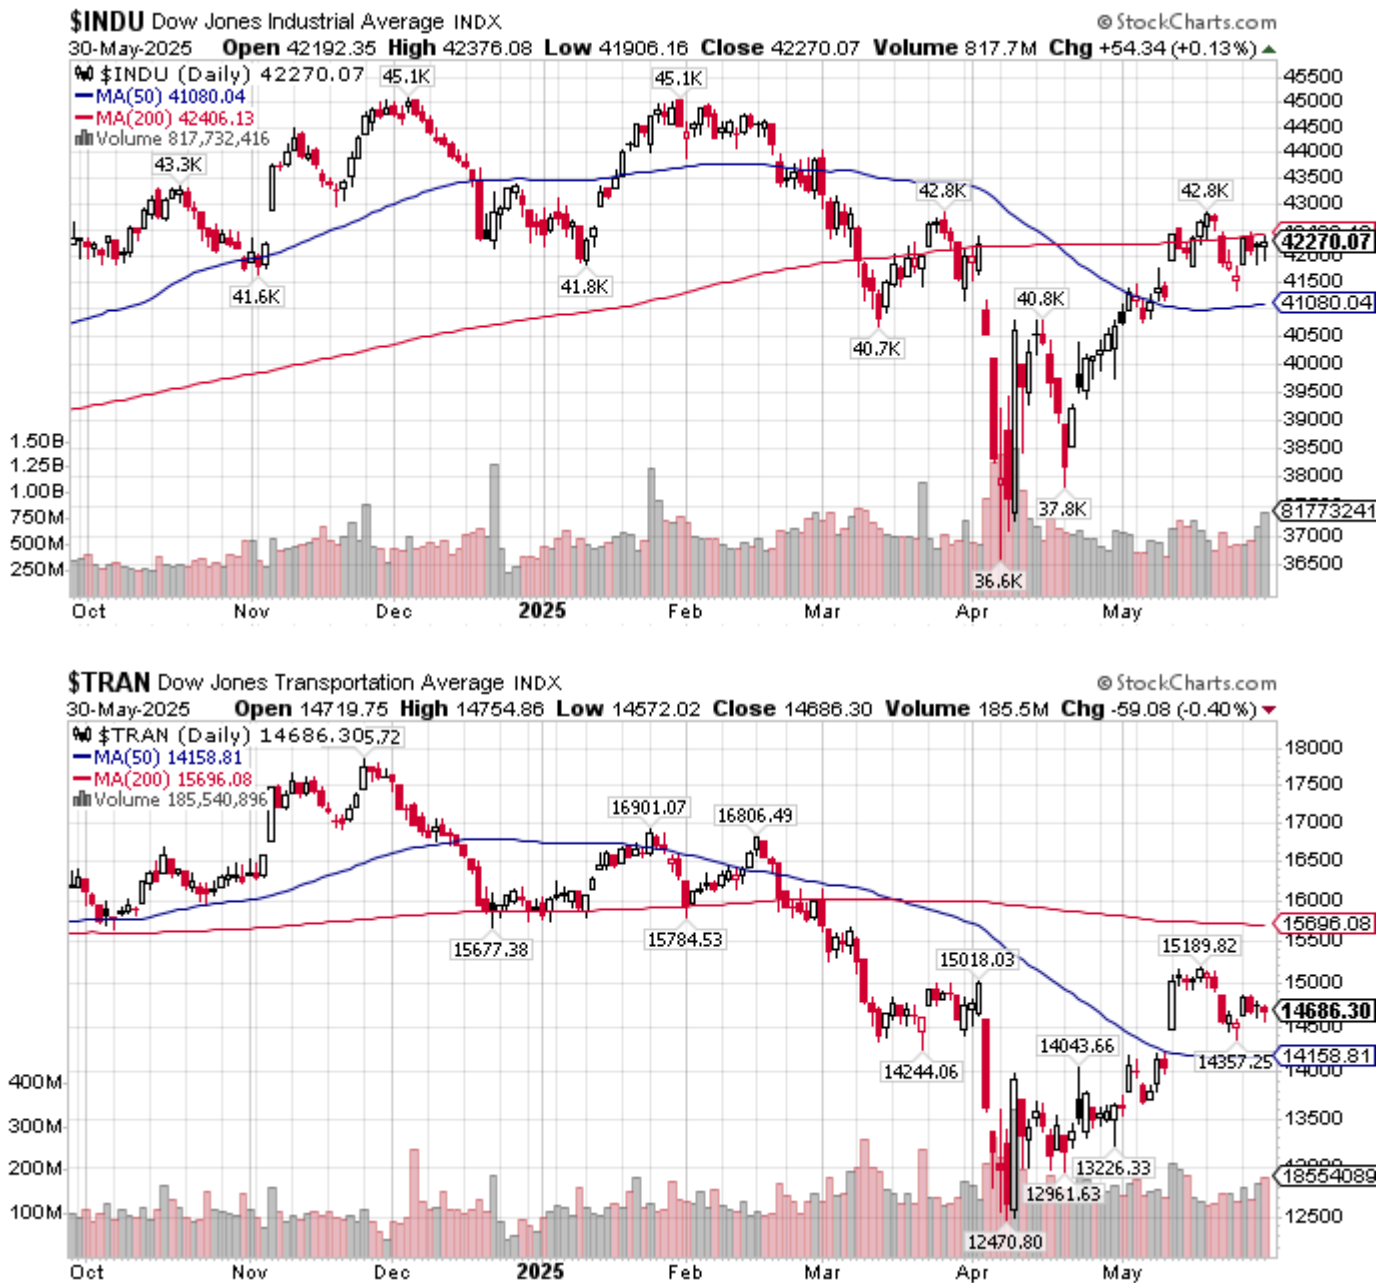 $INDU Dow Jones Industrial Average INDX © StockCharts.com
30-May-2025 Open 42192.35 High 42376.08 Low 41906.16 Close 42270.07 Volume 817.7M Chg +54.34 (+0.13%)
$INDU (Daily) 42270.07
MA(50) 41080.04
MA(200) 42406.13
Volume 817,732,416
45.1K 45.1K
43.3K
42.8K 42.8K
41.6K 41.8K
40.8K
40.7K
37.8K
36.6K
45500
45000
44500
44000
43500
43000
42270.07
42000
41500
41080.04
40500
40000
39500
39000
38500
38000
81773241
37000
36500
1.50B
1.25B
1.00B
750M
500M
250M
Oct Nov Dec 2025 Feb Mar Apr May
$TRAN Dow Jones Transportation Average INDX © StockCharts.com
30-May-2025 Open 14719.75 High 14754.86 Low 14572.02 Close 14686.30 Volume 185.5M Chg -59.08 (-0.40%)
$TRAN (Daily) 14686.30 5.72
MA(50) 14158.81
MA(200) 15696.08
Volume 185,540,896
16901.07 16806.49
15677.38 15784.53
15018.03 15189.82
14244.06 14043.66 14357.25
13226.33
12961.63
12470.80
18000
17500
17000
16500
16000
15696.08
15500
15000
14686.30
14500
14158.81
14000
13500
18554089
12500
400M
300M
200M
100M
Oct Nov Dec 2025 Feb Mar Apr May